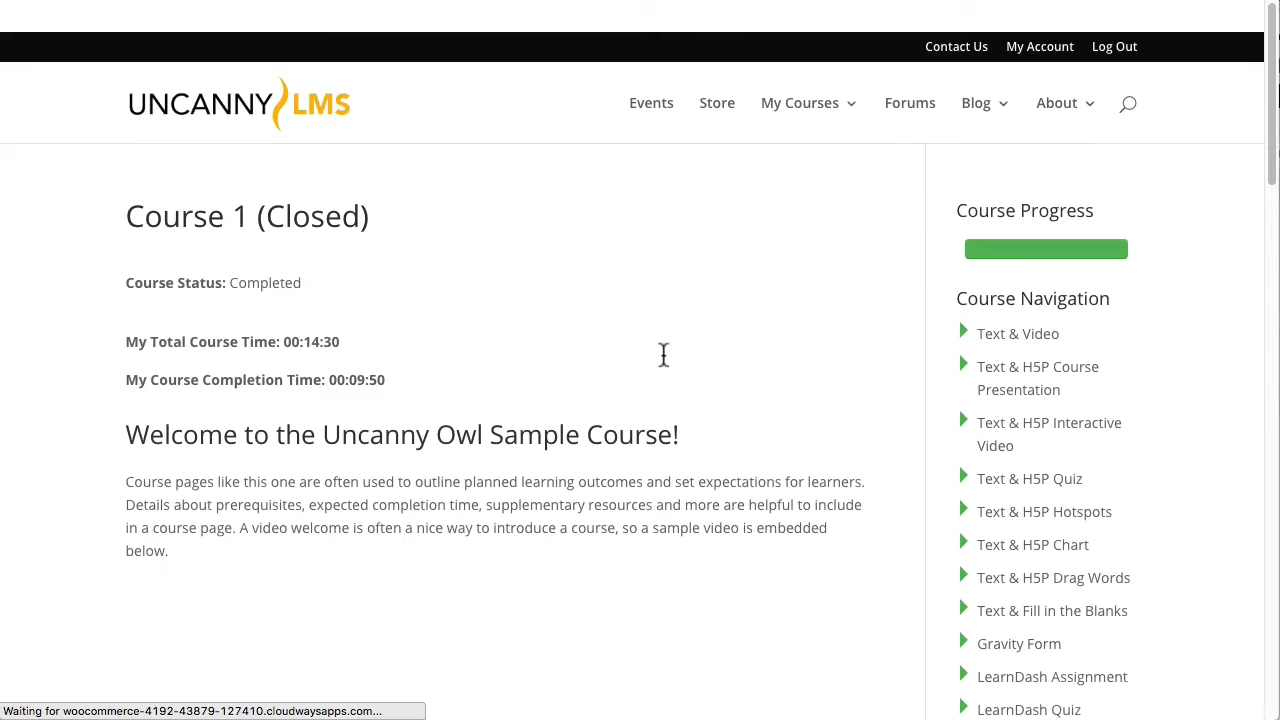 Contact Us My Account Log Out
UNCANNY LMS
Events Store My Courses Forums Blog About
Course 1 (Closed)
Course Status: Completed
My Total Course Time: 00:14:30
My Course Completion Time: 00:09:50
Welcome to the Uncanny Owl Sample Course!
Course pages like this one are often used to outline planned learning outcomes and set expectations for learners.
Details about prerequisites, expected completion time, supplementary resources and more are helpful to include
in a course page. A video welcome is often a nice way to introduce a course, so a sample video is embedded
below.
Course Progress
Course Navigation
Text & Video
Text & H5P Course
Presentation
Text & H5P Interactive
Video
Text & H5P Quiz
Text & H5P Hotspots
Text & H5P Chart
Text & H5P Drag Words
Text & Fill in the Blanks
Gravity Form
LearnDash Assignment
LearnDash Quiz
Waiting for woocommerce-4192-43879-127410.cloudwaysapps.com...